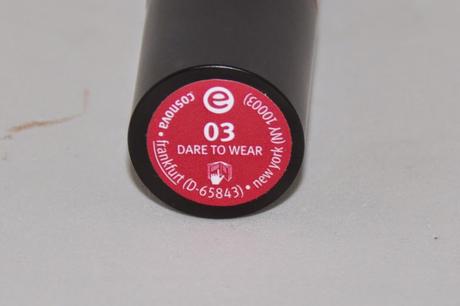 e
03
DARE TO WEAR
cosnova • frankfurt (D-65843) • new york (NY 10003)